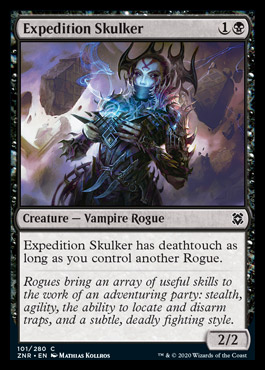 Expedition Skulker 1
Creature — Vampire Rogue
Expedition Skulker has deathtouch as
long as you control another Rogue.
Rogues bring an array of useful skills to
the work of an adventuring party: stealth,
agility, the ability to locate and disarm
traps, and a subtle, deadly fighting style.
2/2
101/280 C
ZNR • EN Mathias Kollros
™ & © 2020 Wizards of the Coast